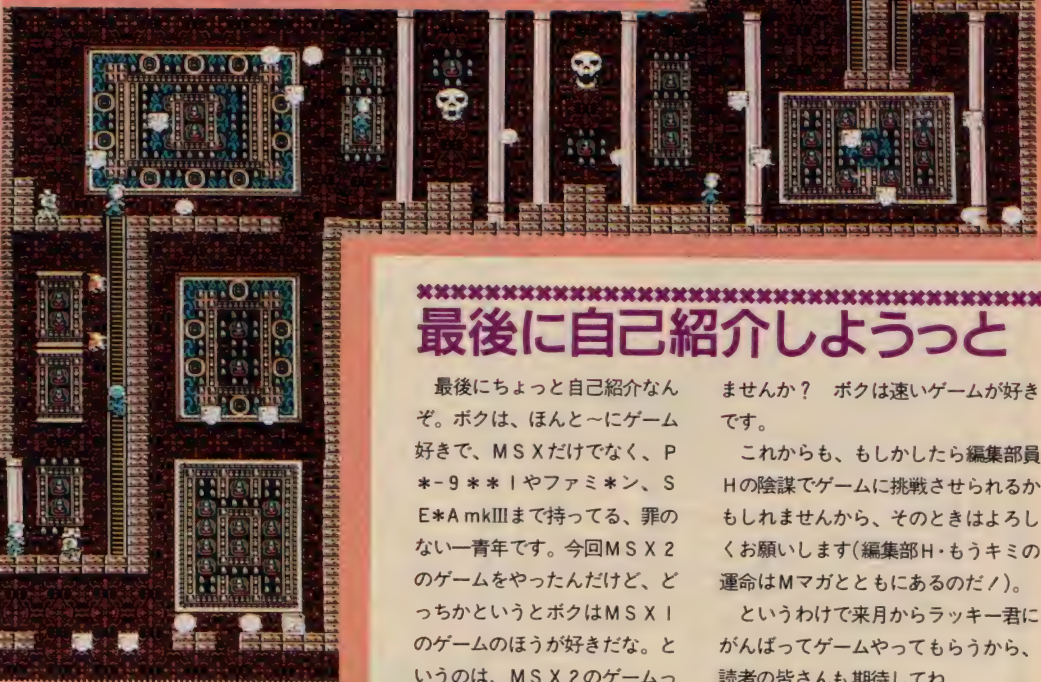 最後に自己紹介しようっと
最後にちょっと自己紹介なん
ぞ。ボクは、ほんと～にゲーム
好きで、MSXだけでなく、P
*-9**1やファミ*ン、S
E*A mkⅢまで持ってる、罪の
ない一青年です。今回MSX2
のゲームをやったんだけど、ど
っちかというとボクはMSX1
のゲームのほうが好きだな。と
いうのは、MSX2のゲームっ
ませんか？　ボクは速いゲームが好き
です。
これからも、もしかしたら編集部員
Hの陰謀でゲームに挑戦させられるか
もしれませんから、そのときはよろし
くお願いします(編集部H・もうキミの
運命はMマガとともにあるのだ！)。
というわけで来月からラッキー君に
がんばってゲームやってもらうから、
読者の皆さんも期待してね。